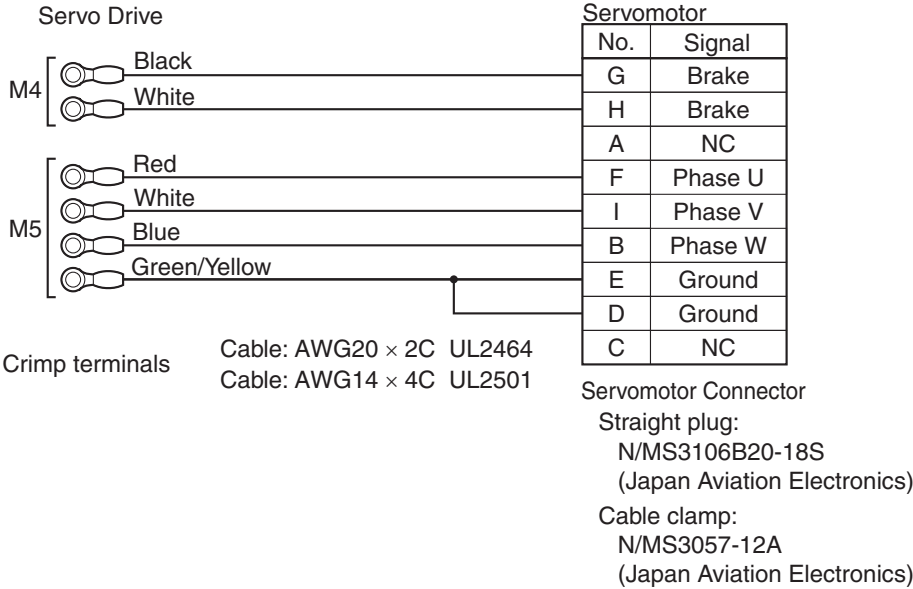 Servo Drive
Servomotor
No. Signal
M4
Black
G Brake
White
H Brake
A NC
M5
Red
F Phase U
White
I Phase V
Blue
B Phase W
Green/Yellow
E Ground
D Ground
C NC
Crimp terminals
Cable: AWG20 × 2C UL2464
Cable: AWG14 × 4C UL2501
Servomotor Connector
Straight plug:
N/MS3106B20-18S
(Japan Aviation Electronics)
Cable clamp:
N/MS3057-12A
(Japan Aviation Electronics)